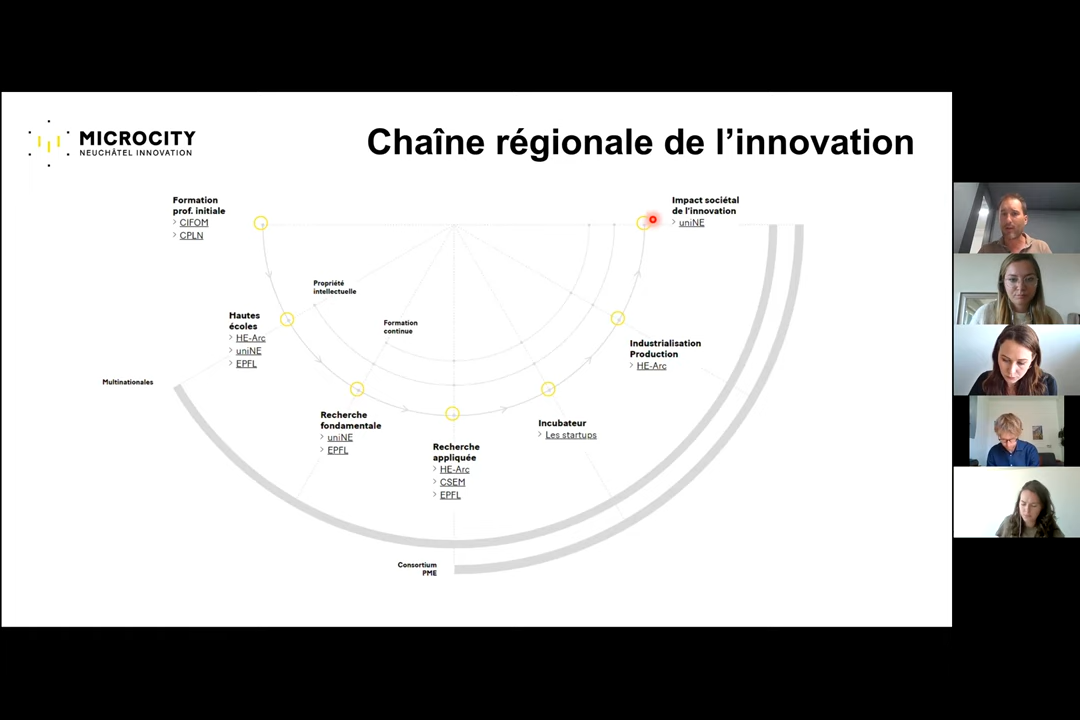 MICROCITY
NEUCHÂTEL INNOVATION
Chaîne régionale de l'innovation
Formation
prof. initiale
> CIFOM
> CPLN
Impact sociétal
de l'innovation
> uniNE
Propriété
intellectuelle
Formation
continue
Hautes
écoles
> HE-Arc
> uniNE
> EPFL
Industrialisation
Production
> HE-Arc
Multinationales
Recherche
fondamentale
> uniNE
> EPFL
Incubateur
> Les startups
Recherche
appliquée
> HE-Arc
> CSEM
> EPFL
Consortium
PME